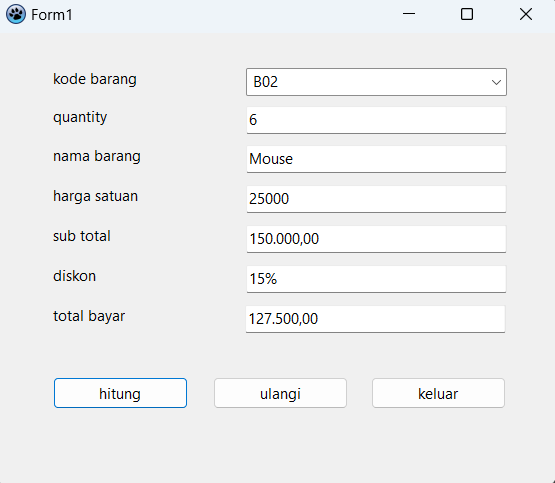 Form1
kode barang B02
quantity 6
nama barang Mouse
harga satuan 25000
sub total 150.000,00
diskon 15%
total bayar 127.500,00
hitung ulangi keluar